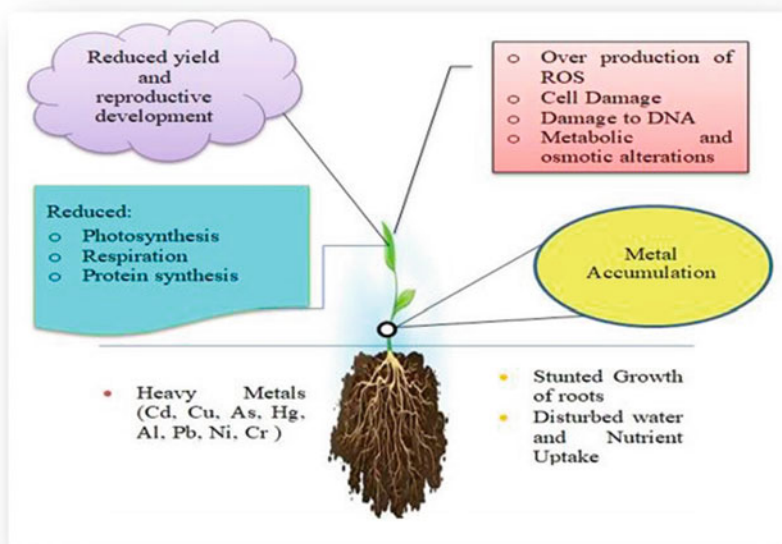 Reduced yield
and
reproductive
development
○ Over production of
ROS
○ Cell Damage
○ Damage to DNA
○ Metabolic and
osmotic alterations
Reduced:
○ Photosynthesis
○ Respiration
○ Protein synthesis
Metal
Accumulation
• Heavy Metals
(Cd, Cu, As, Hg,
Al, Pb, Ni, Cr )
• Stunted Growth
of roots
• Disturbed water
and Nutrient
Uptake